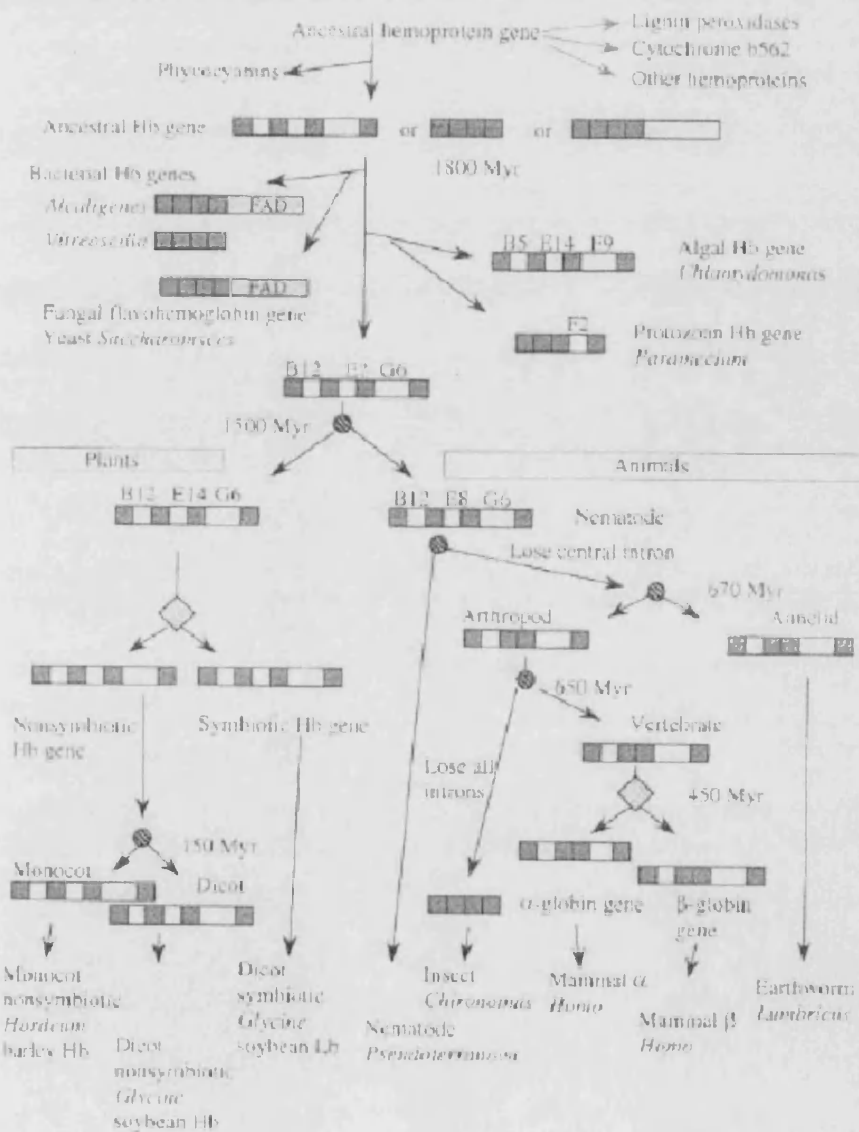 Ancestral hemoprotein gene
Lignin peroxidases
Cytochrome b562
Other hemoproteins
Phycocyanins
Ancestral Hb gene
or
or
1800 Myr
Bacterial Hb genes
Alcaligenes
FAD
Vitreoscilla
FAD
Fungal flavohemoglobin gene
Yeast Saccharomyces
B5 E14 F9
Algal Hb gene
Chlamydomonas
F2
Protozoan Hb gene
Paramecium
B12 E? G6
1500 Myr
Plants
Animals
B12 E14 G6
B12 E8 G6
Nematode
Lose central intron
670 Myr
Arthropod
Annelid
650 Myr
Nonsymbiotic
Hb gene
Symbiotic Hb gene
Vertebrate
Lose all
introns
450 Myr
150 Myr
Monocot
Dicot
α-globin gene
β-globin
gene
Monocot
nonsymbiotic
Hordeum
barley Hb
Dicot
nonsymbiotic
Glycine
soybean Hb
Dicot
symbiotic
Glycine
soybean Lb
Nematode
Pseudoterranova
Insect
Chironomus
Mammal α
Homo
Mammal β
Homo
Earthworm
Lumbricus